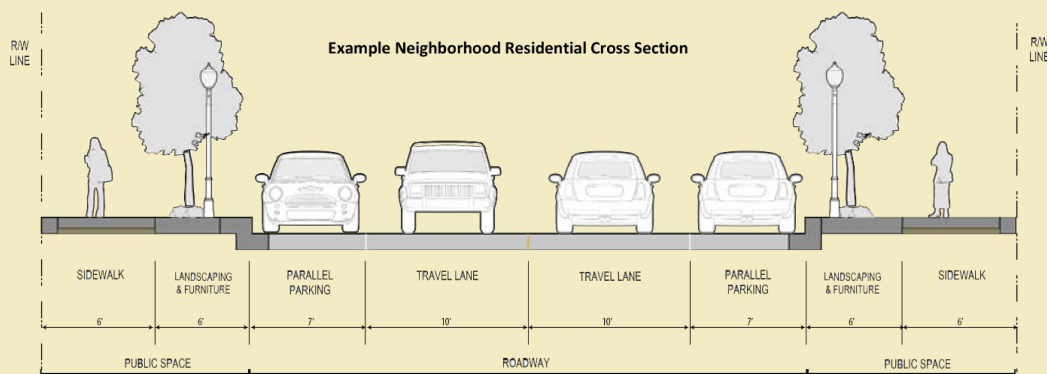 Example Neighborhood Residential Cross Section
R/W
LINE
R/W
LINE
SIDEWALK
LANDSCAPING
& FURNITURE
PARALLEL
PARKING
TRAVEL LANE
TRAVEL LANE
PARALLEL
PARKING
LANDSCAPING
& FURNITURE
SIDEWALK
6' 6' 7' 10' 10' 7' 6' 6'
PUBLIC SPACE ROADWAY PUBLIC SPACE